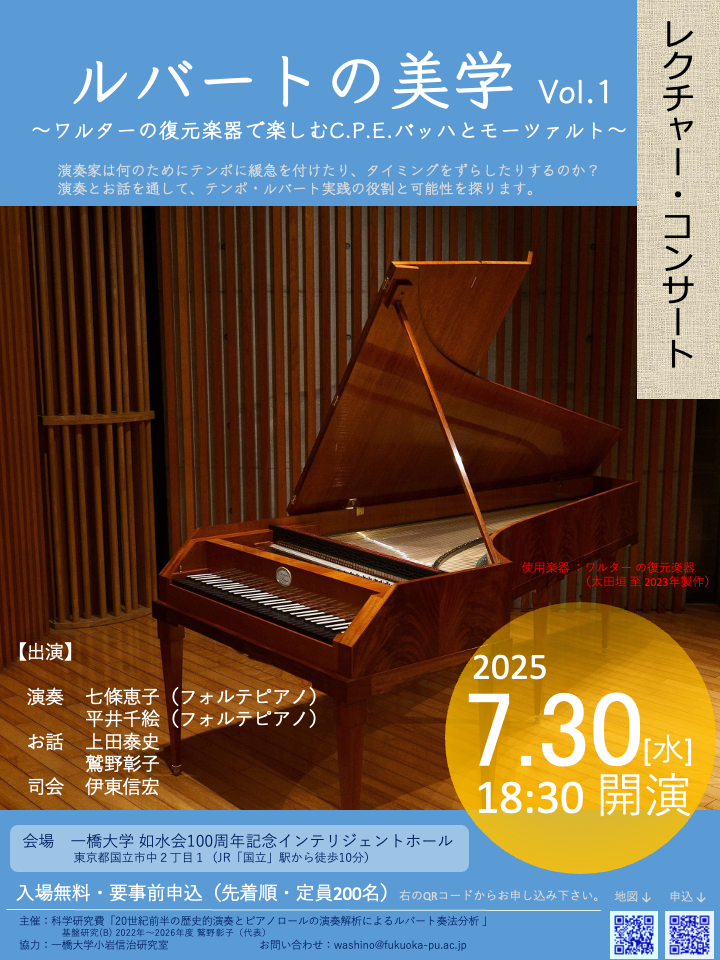 レクチャー・コンサート
ルバートの美学 Vol.1
～ワルターの復元楽器で楽しむC.P.E.バッハとモーツァルト～
演奏家は何のためにテンポに緩急を付けたり、タイミングをずらしたりするのか？
演奏とお話を通して、テンポ・ルバート実践の役割と可能性を探ります。
使用楽器：ワルターの復元楽器
（太田垣 至 2023年製作）
【出演】
演奏 七條恵子（フォルテピアノ）
平井千絵（フォルテピアノ）
お話 上田泰史
鷲野彰子
司会 伊東信宏
2025
7.30[水]
18:30 開演
会場 一橋大学 如水会100周年記念インテリジェントホール
東京都国立市中２丁目１（JR「国立」駅から徒歩10分）
入場無料・要事前申込（先着順・定員200名）右のQRコードからお申し込み下さい。
地図↓ 申込↓
主催：科学研究費「20世紀前半の歴史的演奏とピアノロールの演奏解析によるルバート奏法分析」
基盤研究(B) 2022年～2026年度 鷲野彰子（代表）
協力：一橋大学小岩信治研究室 お問い合わせ：washino@fukuoka-pu.ac.jp